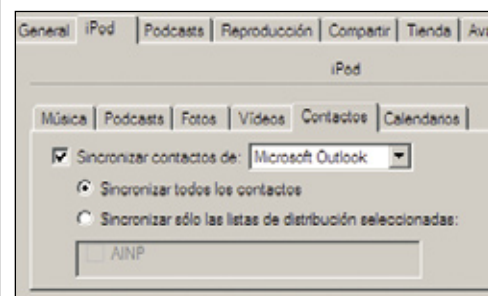 General iPod Podcasts Reproducción Compartir Tienda
iPod
Música Podcasts Fotos Vídeos Contactos Calendarios
Sincronizar contactos de: Microsoft Outlook
Sincronizar todos los contactos
Sincronizar sólo las listas de distribución seleccionadas:
AINP